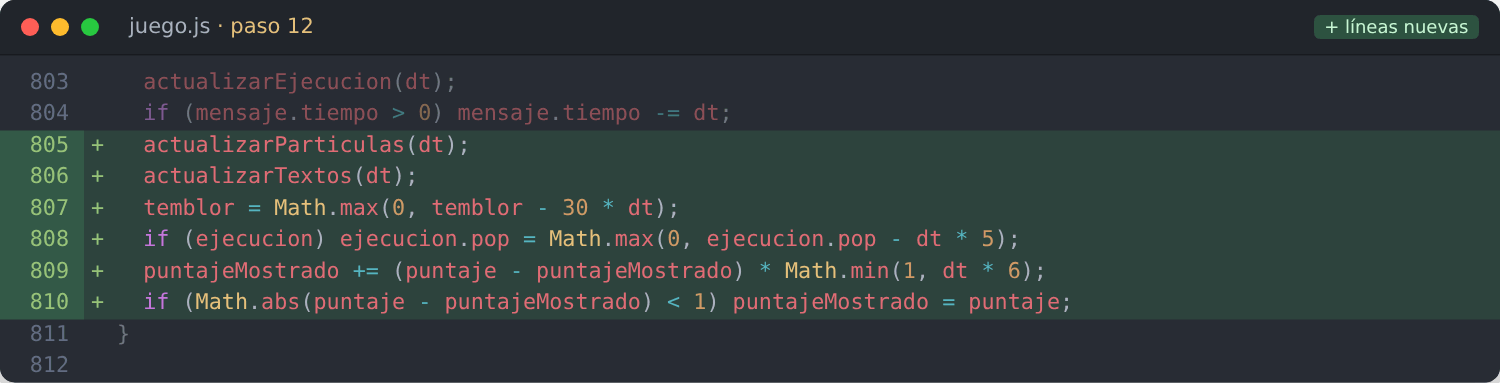 juego.js · paso 12
+ líneas nuevas
803 actualizarEjecucion(dt);
804 if (mensaje.tiempo > 0) mensaje.tiempo -= dt;
805 + actualizarParticulas(dt);
806 + actualizarTextos(dt);
807 + temblor = Math.max(0, temblor - 30 * dt);
808 + if (ejecucion) ejecucion.pop = Math.max(0, ejecucion.pop - dt * 5);
809 + puntajeMostrado += (puntaje - puntajeMostrado) * Math.min(1, dt * 6);
810 + if (Math.abs(puntaje - puntajeMostrado) < 1) puntajeMostrado = puntaje;
811 }
812